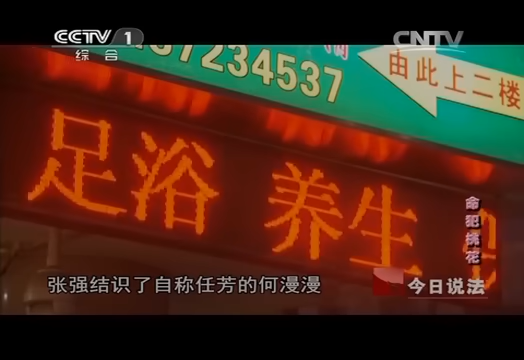 CCTV 1
综合
CNTV
7234537
由此上二楼
足浴 养生
命犯桃花
张强结识了自称任芳的何漫漫
今日说法